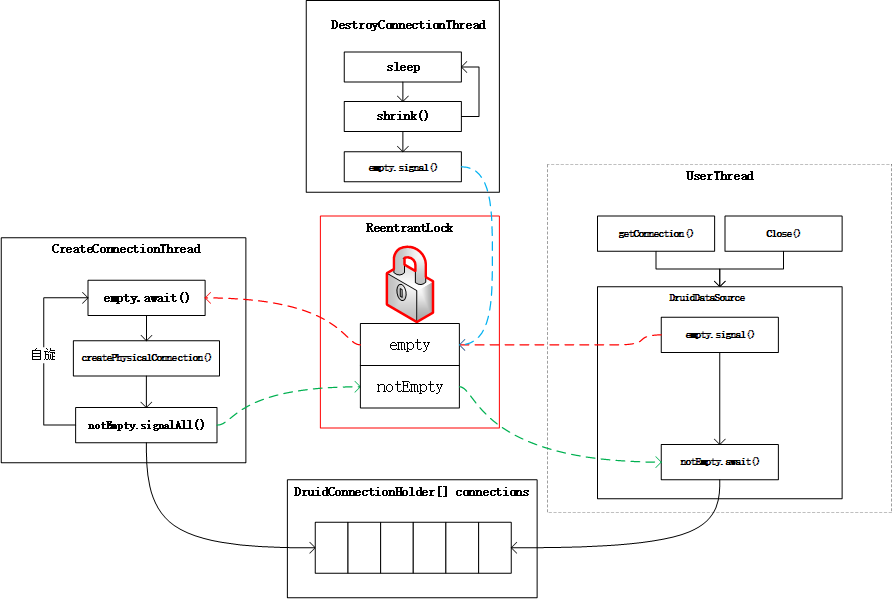 DestroyConnectionThread
sleep
shrink()
empty.signal()
UserThread
getConnection()
Close()
DruidDataSource
empty.signal()
notEmpty.await()
ReentrantLock
empty
notEmpty
CreateConnectionThread
empty.await()
自旋
createPhysicalConnection()
notEmpty.signalAll()
DruidConnectionHolder[] connections